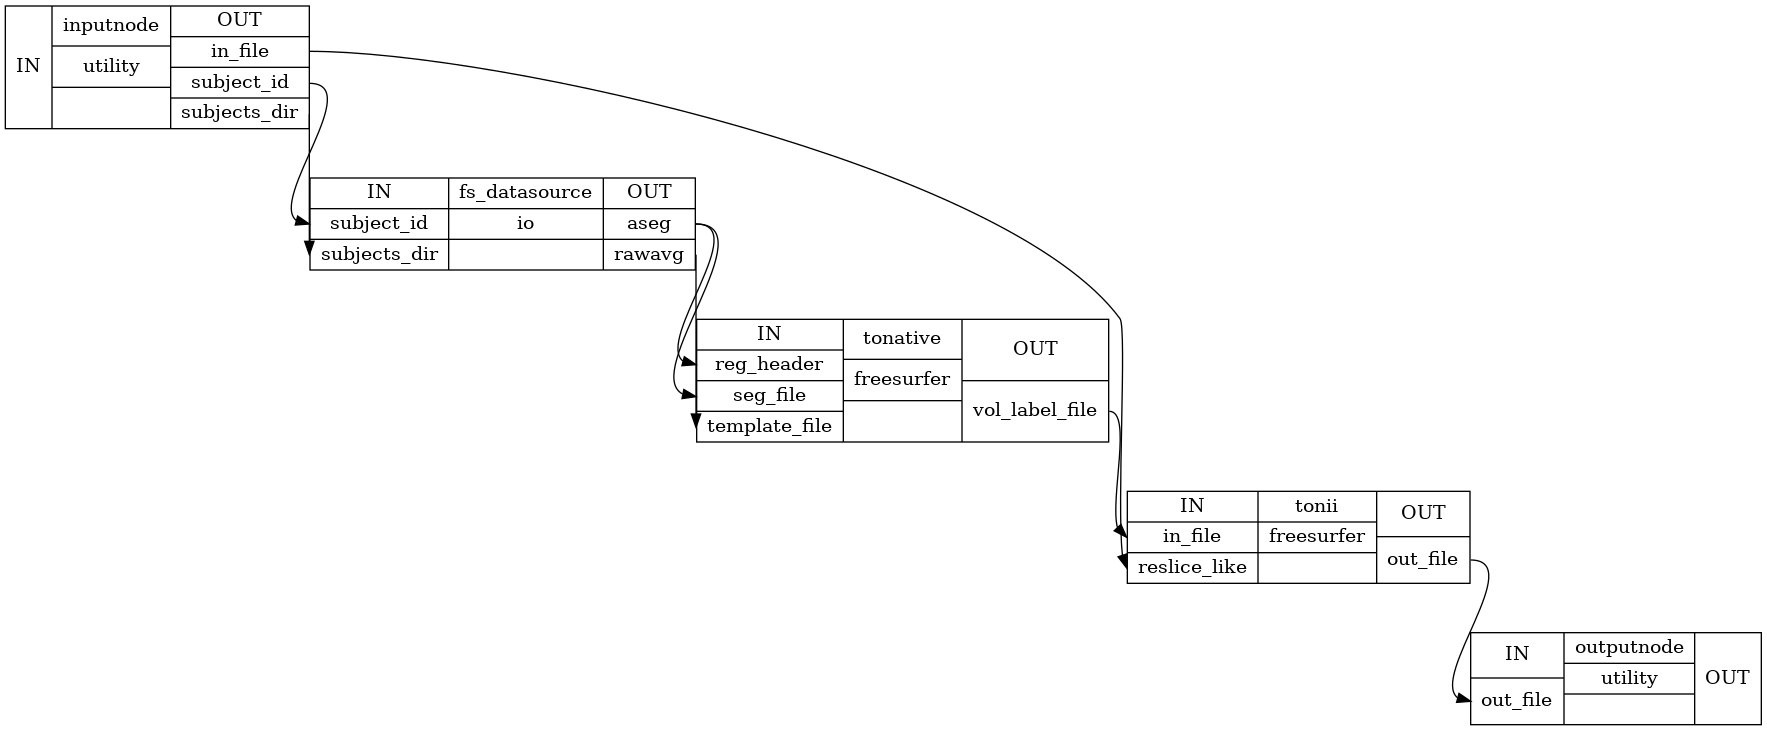 IN
inputnode
utility
OUT
in_file
subject_id
subjects_dir
IN
subject_id
subjects_dir
fs_datasource
io
OUT
aseg
rawavg
IN
reg_header
seg_file
template_file
tonative
freesurfer
OUT
vol_label_file
IN
in_file
reslice_like
tonii
freesurfer
OUT
out_file
IN
out_file
outputnode
utility
OUT